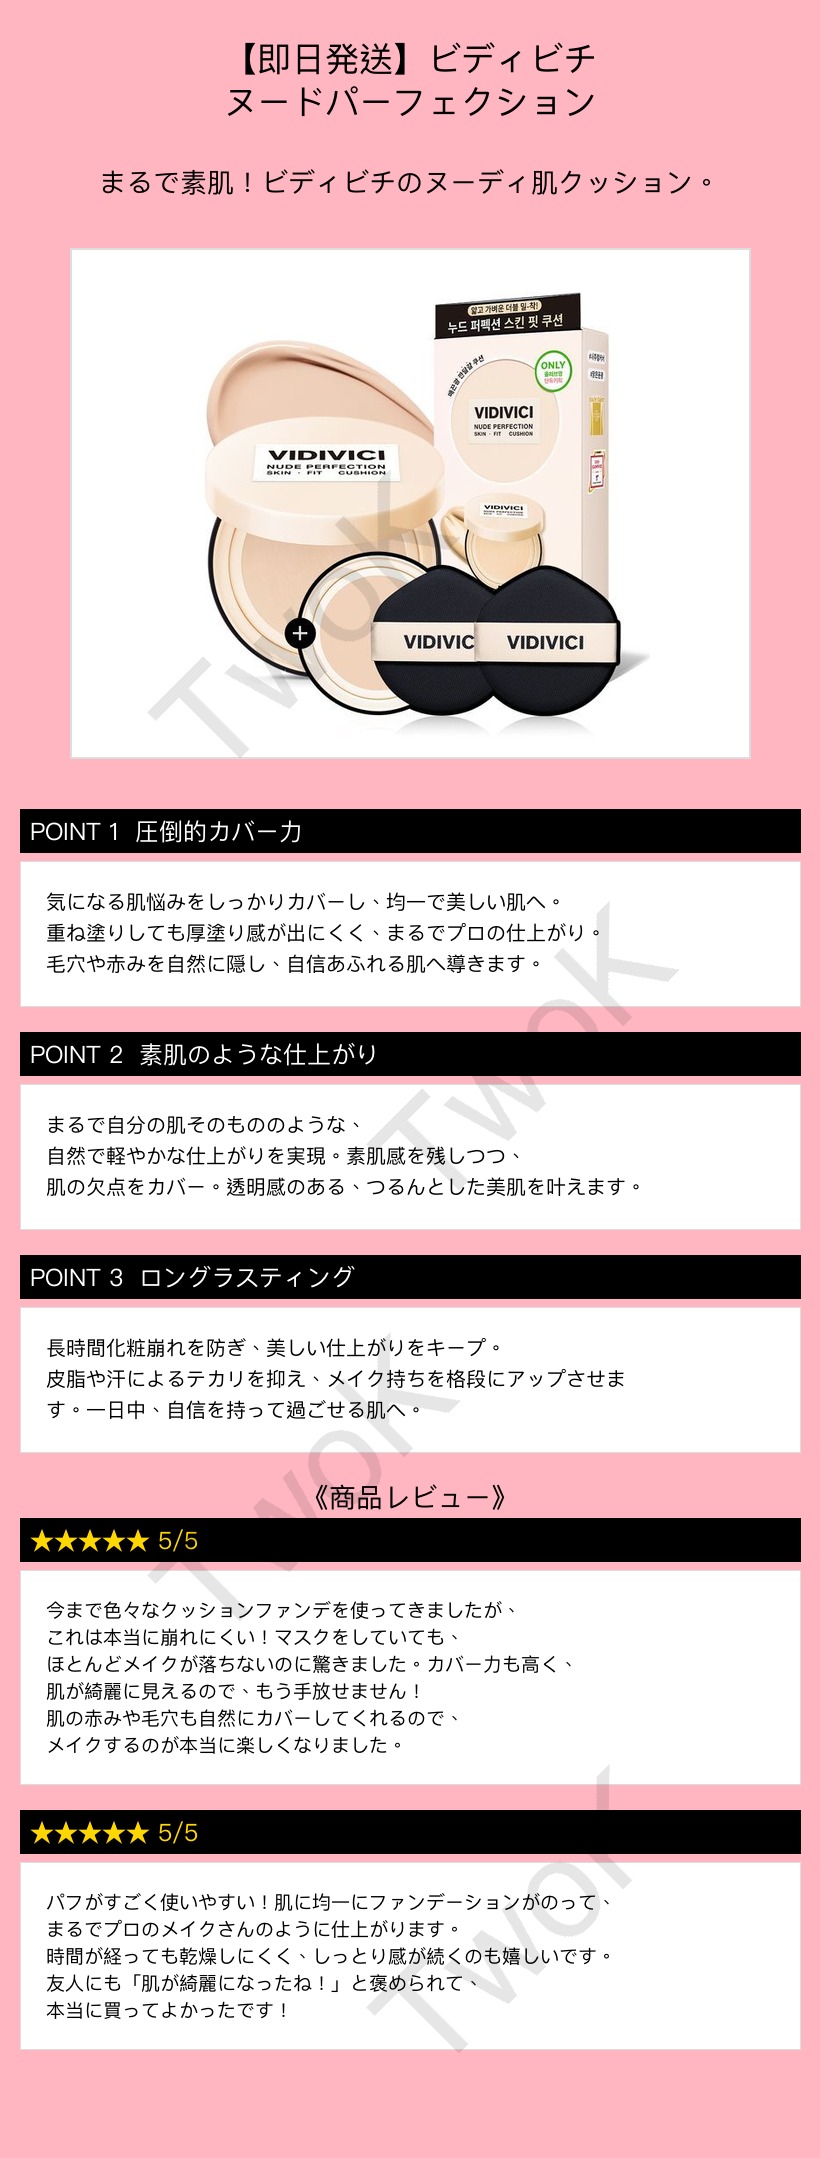 【即日発送】ビディビチ
ヌードパーフェクション
まるで素肌！ビディビチのヌーディ肌クッション。
얇고 가벼운 더블 밀-착!
누드 퍼펙션 스킨 핏 쿠션
매끈광 반달갈 쿠션
ONLY
올리브영
단독기획
VIDIVICI
NUDE PERFECTION
SKIN · FIT CUSHION
VIDIVICI
NUDE PERFECTION
SKIN · FIT CUSHION
VIDIVICI
NUDE PERFECTION
SKIN · FIT CUSHION
+
VIDIVIC
VIDIVICI
TwoK
POINT 1 圧倒的カバー力
気になる肌悩みをしっかりカバーし、均一で美しい肌へ。
重ね塗りしても厚塗り感が出にくく、まるでプロの仕上がり。
毛穴や赤みを自然に隠し、自信あふれる肌へ導きます。
TwoK
POINT 2 素肌のような仕上がり
まるで自分の肌そのもののような、
自然で軽やかな仕上がりを実現。素肌感を残しつつ、
肌の欠点をカバー。透明感のある、つるんとした美肌を叶えます。
POINT 3 ロングラスティング
長時間化粧崩れを防ぎ、美しい仕上がりをキープ。
皮脂や汗によるテカリを抑え、メイク持ちを格段にアップさせま
す。一日中、自信を持って過ごせる肌へ。
TwoK
《商品レビュー》
★★★★★ 5/5
今まで色々なクッションファンデを使ってきましたが、
これは本当に崩れにくい！マスクをしていても、
ほとんどメイクが落ちないのに驚きました。カバー力も高く、
肌が綺麗に見えるので、もう手放せません！
肌の赤みや毛穴も自然にカバーしてくれるので、
メイクするのが本当に楽しくなりました。
★★★★★ 5/5
パフがすごく使いやすい！肌に均一にファンデーションがのって、
まるでプロのメイクさんのように仕上がります。
時間が経っても乾燥しにくく、しっとり感が続くのも嬉しいです。
友人にも「肌が綺麗になったね！」と褒められて、
本当に買ってよかったです！
TwoK